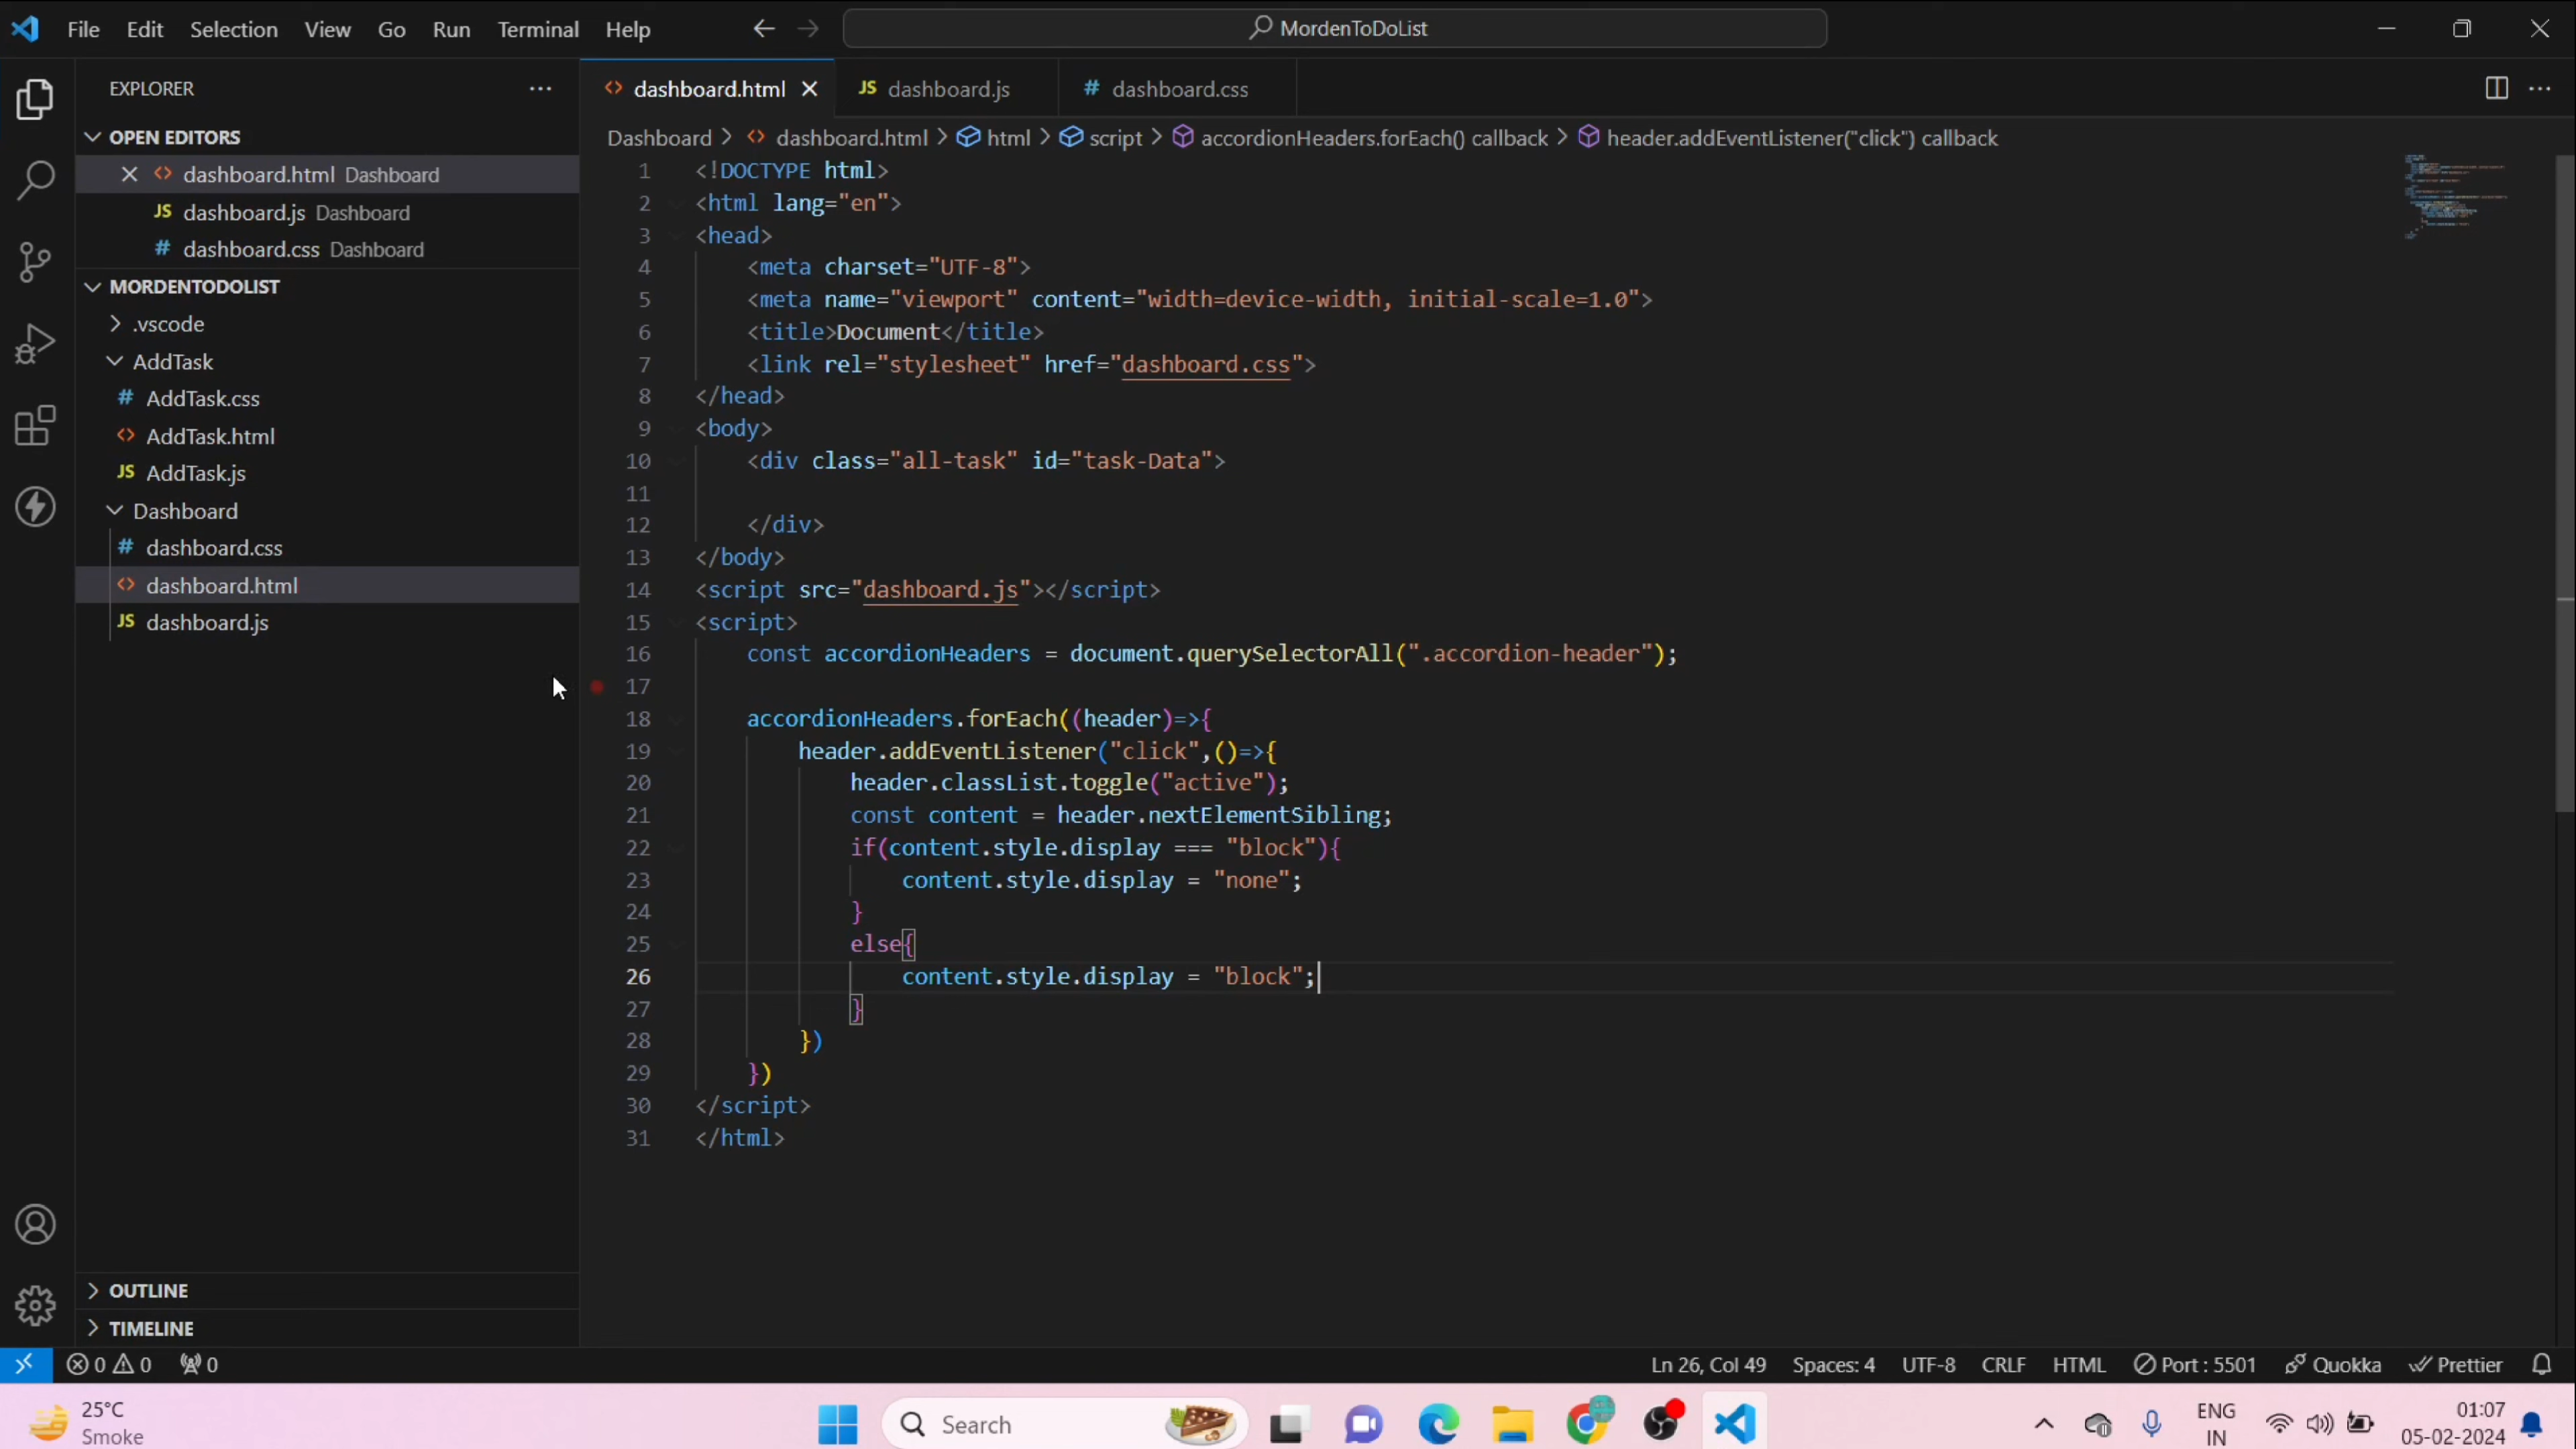 File Edit Selection View Go Run Terminal Help
MordenToDoList
EXPLORER
OPEN EDITORS
dashboard.html Dashboard
JS dashboard.js Dashboard
# dashboard.css Dashboard
MORDENTODOLIST
.vscode
AddTask
# AddTask.css
<> AddTask.html
JS AddTask.js
Dashboard
# dashboard.css
<> dashboard.html
JS dashboard.js
OUTLINE
TIMELINE
<> dashboard.html
JS dashboard.js
# dashboard.css
Dashboard > <> dashboard.html > html > script > accordionHeaders.forEach() callback > header.addEventListener("click") callback
1 <!DOCTYPE html>
2 <html lang="en">
3 <head>
4     <meta charset="UTF-8">
5     <meta name="viewport" content="width=device-width, initial-scale=1.0">
6     <title>Document</title>
7     <link rel="stylesheet" href="dashboard.css">
8 </head>
9 <body>
10     <div class="all-task" id="task-Data">
11
12     </div>
13 </body>
14 <script src="dashboard.js"></script>
15 <script>
16     const accordionHeaders = document.querySelectorAll(".accordion-header");
17
18     accordionHeaders.forEach((header)=>{
19         header.addEventListener("click",()=>{
20             header.classList.toggle("active");
21             const content = header.nextElementSibling;
22             if(content.style.display === "block"){
23                 content.style.display = "none";
24             }
25             else{
26                 content.style.display = "block";
27             }
28         })
29     })
30 </script>
31 </html>
0 0 0
Ln 26, Col 49 Spaces: 4 UTF-8 CRLF HTML Port : 5501 Quokka Prettier
25°C
Smoke
Search
ENG
IN
01:07
05-02-2024